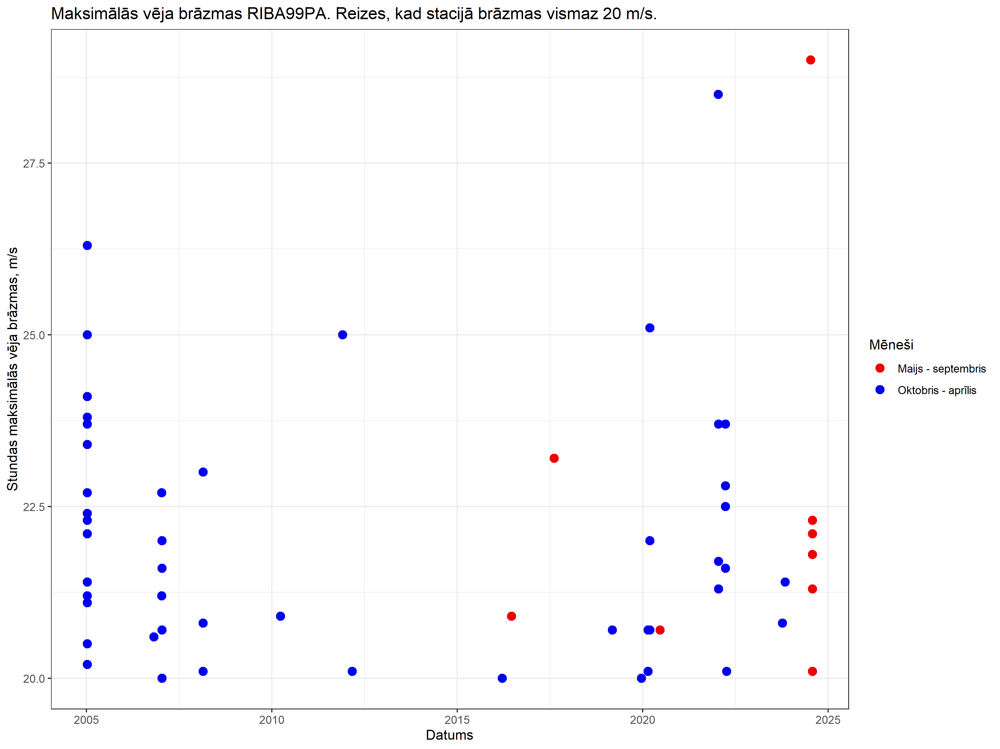 Maksimālās vēja brāzmas RIBA99PA. Reizes, kad stacijā brāzmas vismaz 20 m/s.
Stundas maksimālās vēja brāzmas, m/s
27.5
25.0
22.5
20.0
2005
2010
2015
2020
2025
Datums
Mēneši
Maijs - septembris
Oktobris - aprīlis